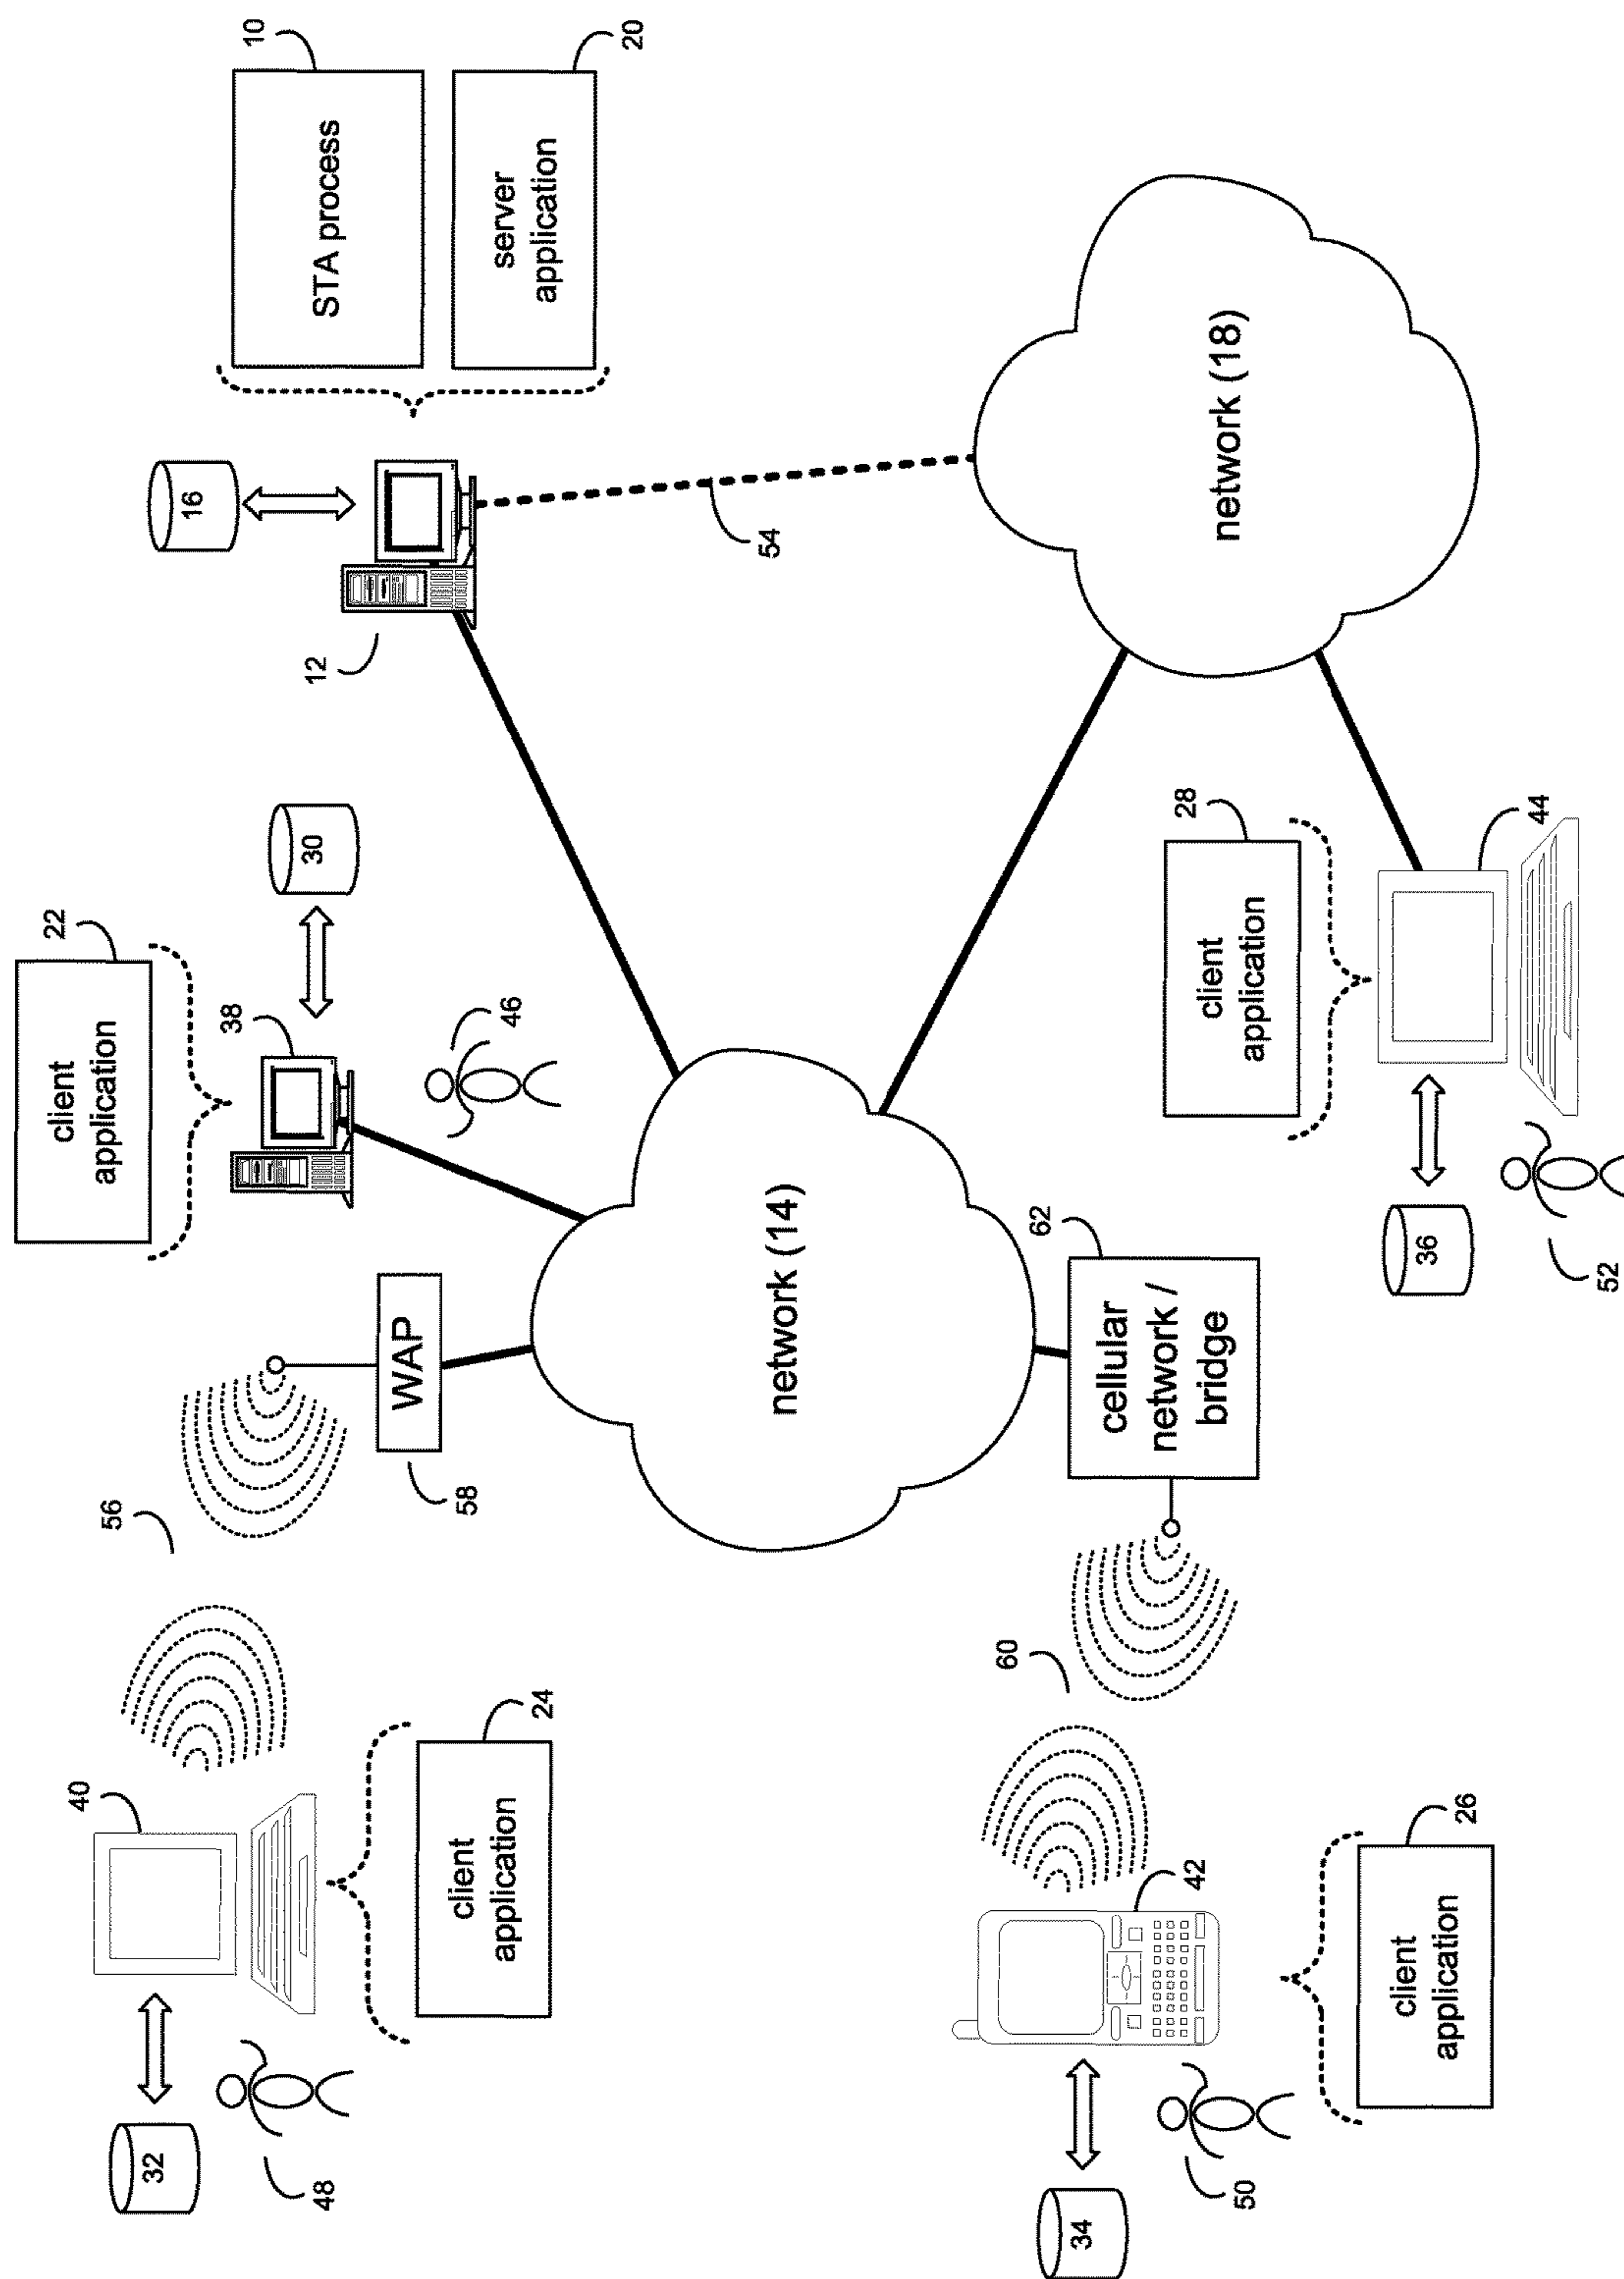 22
client
application
40
56
32
16
10
STA process
38
30
12
48
WAP
58
client
application
24
46
server
application
20
54
network (14)
60
62
cellular
network /
bridge
34
42
50
28
client
application
network (18)
client
application
26
36
44
52